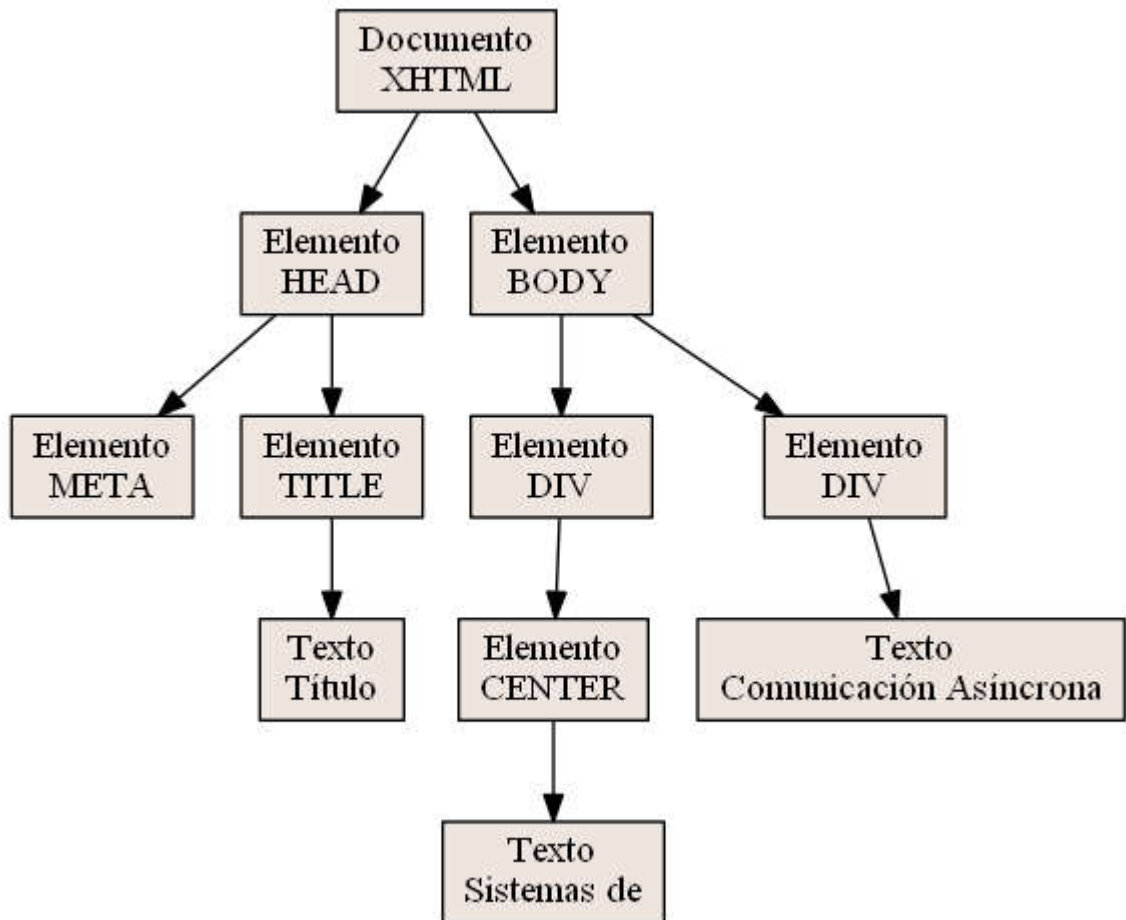 Documento
XHTML
Elemento
HEAD
Elemento
BODY
Elemento
META
Elemento
TITLE
Elemento
DIV
Elemento
DIV
Texto
Título
Elemento
CENTER
Texto
Comunicación Asíncrona
Texto
Sistemas de